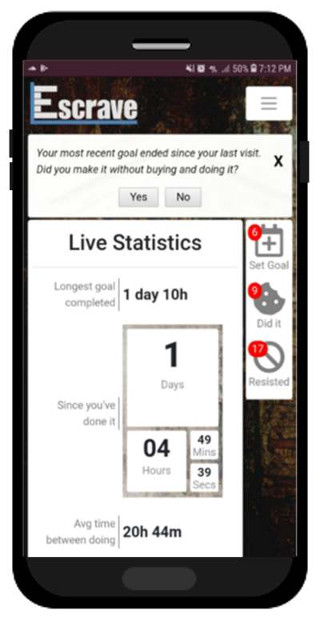 50% 7:12 PM
Escrave
Your most recent goal ended since your last visit.
Did you make it without buying and doing it?
X
Yes No
Live Statistics
6
Set Goal
9
Did it
17
Resisted
Longest goal
completed
1 day 10h
Since you've
done it
1
Days
04
Hours
49
Mins
39
Secs
Avg time
between doing
20h 44m